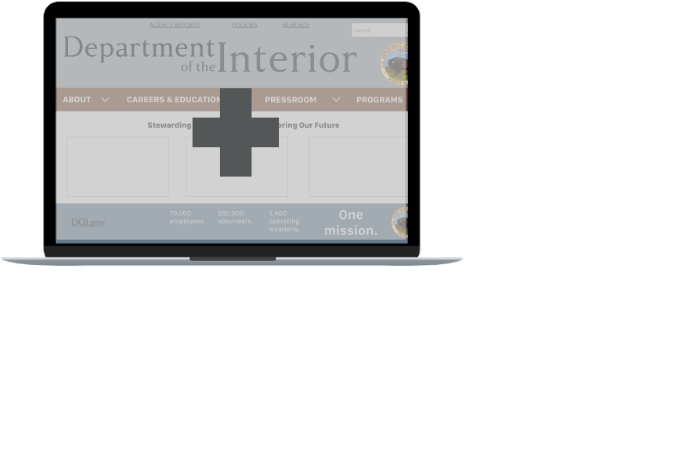 AGENCY REPORTS POLICIES BUREAUS
Search
Department
of the Interior
ABOUT CAREERS & EDUCATION PRESSROOM PROGRAMS
Stewarding ering Our Future
DOI.gov
70,000
employees
280,000
volunteers.
2,400
operating
locations.
One
mission.